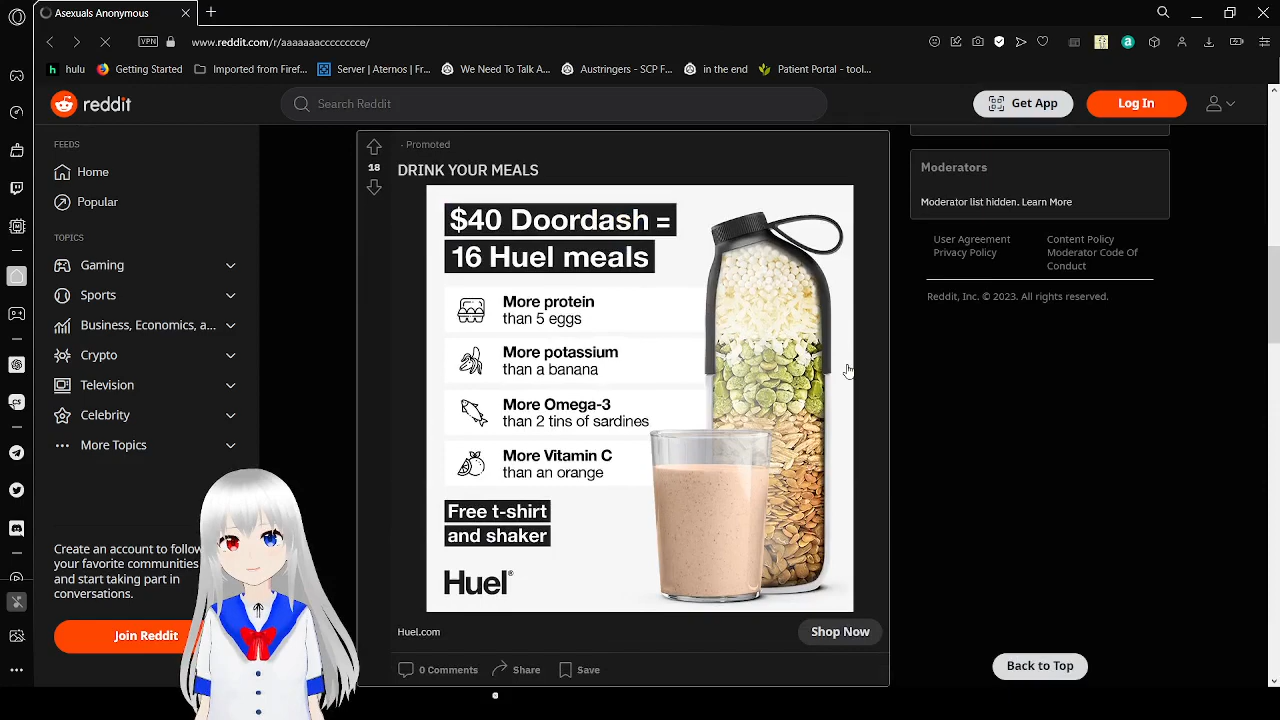 Asexuals Anonymous
VPN
www.reddit.com/r/aaaaaaacccccccce/
hulu
Getting Started
Imported from Firef...
Server | Aternos | Fr...
We Need To Talk A...
Austringers - SCP F...
in the end
Patient Portal - tool...
reddit
Search Reddit
Get App
Log In
FEEDS
Home
Popular
TOPICS
Gaming
Sports
Business, Economics, a...
Crypto
Television
Celebrity
More Topics
Create an account to follow
your favorite communities
and start taking part in
conversations.
Join Reddit
· Promoted
18
DRINK YOUR MEALS
$40 Doordash =
16 Huel meals
More protein
than 5 eggs
More potassium
than a banana
More Omega-3
than 2 tins of sardines
More Vitamin C
than an orange
Free t-shirt
and shaker
Huel®
Huel.com
Shop Now
0 Comments
Share
Save
Moderators
Moderator list hidden. Learn More
User Agreement
Privacy Policy
Content Policy
Moderator Code Of
Conduct
Reddit, Inc. © 2023. All rights reserved.
Back to Top